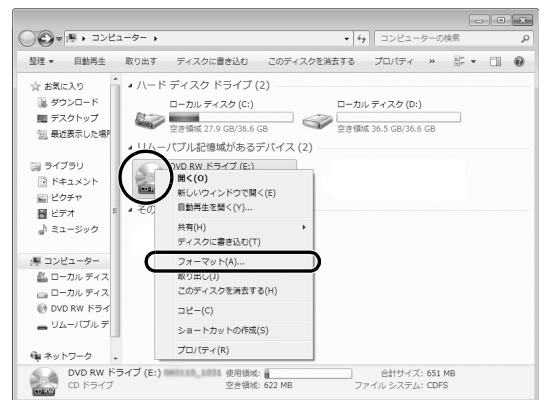 コンピューター
コンピューターの検索
整理 自動再生 取り出す ディスクに書き込む このディスクを消去する プロパティ »
お気に入り
ダウンロード
デスクトップ
最近表示した場所
ライブラリ
ドキュメント
ピクチャ
ビデオ
ミュージック
コンピューター
ローカル ディス
ローカル ディス
DVD RW ドライ
リムーバブル デ
ネットワーク
ハード ディスク ドライブ (2)
ローカル ディスク (C:)
空き領域 27.9 GB/36.6 GB
ローカル ディスク (D:)
空き領域 36.5 GB/36.6 GB
リムーバブル記憶域があるデバイス (2)
DVD RW ドライブ (E:)
CD-RW
その
開く(O)
新しいウィンドウで開く(E)
自動再生を開く(Y)...
共有(H)
ディスクに書き込む(T)
フォーマット(A)...
取り出し(J)
このディスクを消去する(H)
コピー(C)
ショートカットの作成(S)
プロパティ(R)
DVD RW ドライブ (E:) 使用領域: 合計サイズ: 651 MB
CD ドライブ 空き領域: 622 MB ファイル システム: CDFS
CD-RW